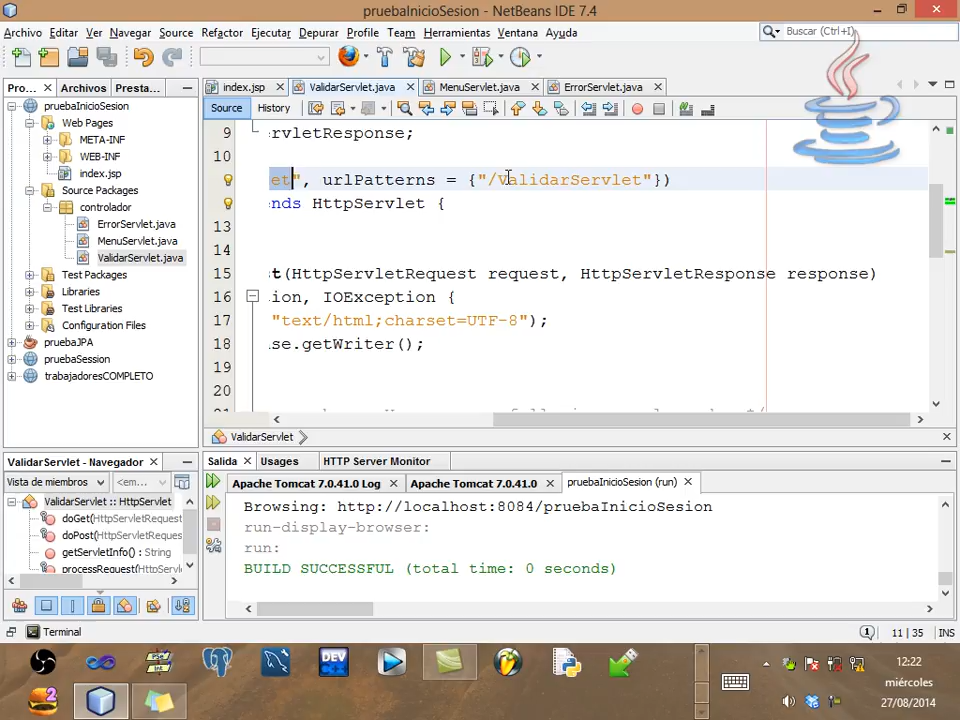 pruebaInicioSesion - NetBeans IDE 7.4
Archivo Editar Ver Navegar Source Refactor Ejecutar Depurar Profile Team Herramientas Ventana Ayuda
Buscar (Ctrl+I)
Pro... Archivos Presta...
index.jsp ValidarServlet.java MenuServlet.java ErrorServlet.java
Source History
pruebaInicioSesion
Web Pages
META-INF
WEB-INF
index.jsp
Source Packages
controlador
ErrorServlet.java
MenuServlet.java
ValidarServlet.java
Test Packages
Libraries
Test Libraries
Configuration Files
pruebaJPA
pruebaSession
trabajadoresCOMPLETO
9 rvletResponse;
10
et", urlPatterns = {"/ValidarServlet"})
nds HttpServlet {
13
14
15 t(HttpServletRequest request, HttpServletResponse response)
16 ion, IOException {
17 "text/html;charset=UTF-8");
18 se.getWriter();
19
20
ValidarServlet
ValidarServlet - Navegador
Vista de miembros <em...
ValidarServlet :: HttpServlet
doGet(HttpServletRequest
doPost(HttpServletReques
getServletInfo() : String
processRequest(HttpServl
Salida Usages HTTP Server Monitor
Apache Tomcat 7.0.41.0 Log Apache Tomcat 7.0.41.0 pruebaInicioSesion (run)
Browsing: http://localhost:8084/pruebaInicioSesion
run-display-browser:
run:
BUILD SUCCESSFUL (total time: 0 seconds)
Terminal
1 11 | 35 INS
DEV
12:22
miércoles
27/08/2014